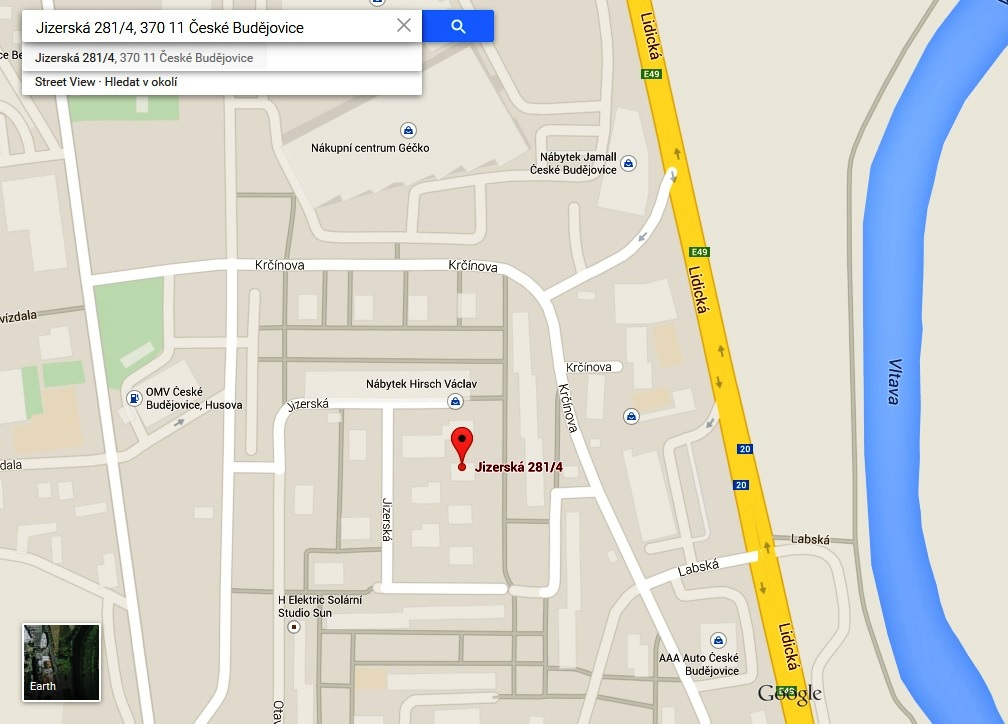 Jizerská 281/4, 370 11 České Budějovice
Jizerská 281/4, 370 11 České Budějovice
Street View · Hledat v okolí
Lidická
E49
Nákupní centrum Géčko
Nábytek Jamall
České Budějovice
E49
Krčínova
Krčínova
Lidická
Krčínova
Vltava
Nábytek Hirsch Václav
OMV České
Budějovice, Husova
Jizerská
Krčínova
20
Jizerská 281/4
20
Jizerská
Labská
Labská
H Elektric Solární
Studio Sun
Lidická
AAA Auto České
Budějovice
Earth
Google